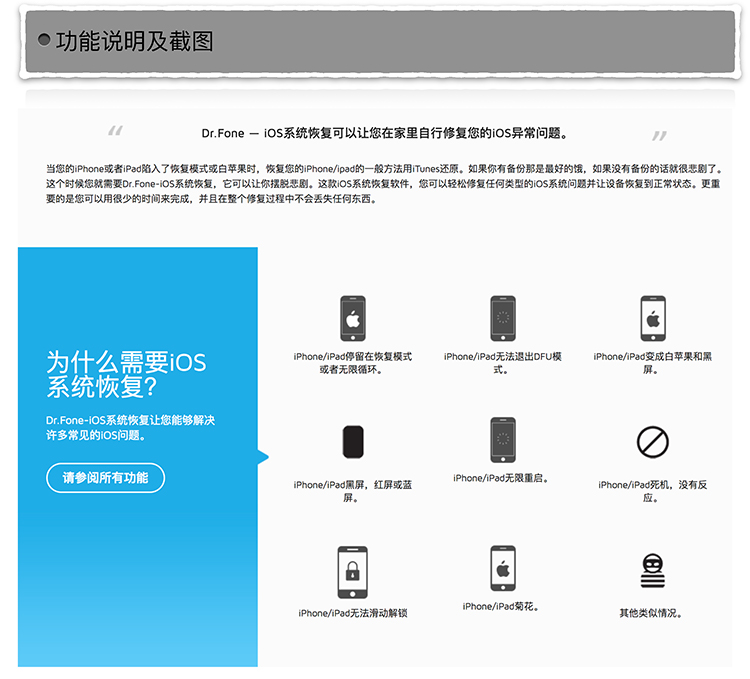 功能说明及截图
“
Dr.Fone — iOS系统恢复可以让您在家里自行修复您的iOS异常问题。
”
当您的iPhone或者iPad陷入了恢复模式或白苹果时，恢复您的iPhone/ipad的一般方法用iTunes还原。如果你有备份那是最好的饿，如果没有备份的话就很悲剧了。
这个时候您就需要Dr.Fone-iOS系统恢复，它可以让你摆脱悲剧。这款iOS系统恢复软件，您可以轻松修复任何类型的iOS系统问题并让设备恢复到正常状态。更重
要的是您可以用很少的时间来完成，并且在整个修复过程中不会丢失任何东西。
为什么需要iOS
系统恢复？
Dr.Fone-iOS系统恢复让您能够解决
许多常见的iOS问题。
请参阅所有功能
iPhone/iPad停留在恢复模式
或者无限循环。
iPhone/iPad无法退出DFU模
式。
iPhone/iPad变成白苹果和黑
屏。
iPhone/iPad黑屏，红屏或蓝
屏。
iPhone/iPad无限重启。
iPhone/iPad死机，没有反
应。
iPhone/iPad无法滑动解锁
iPhone/iPad菊花。
其他类似情况。